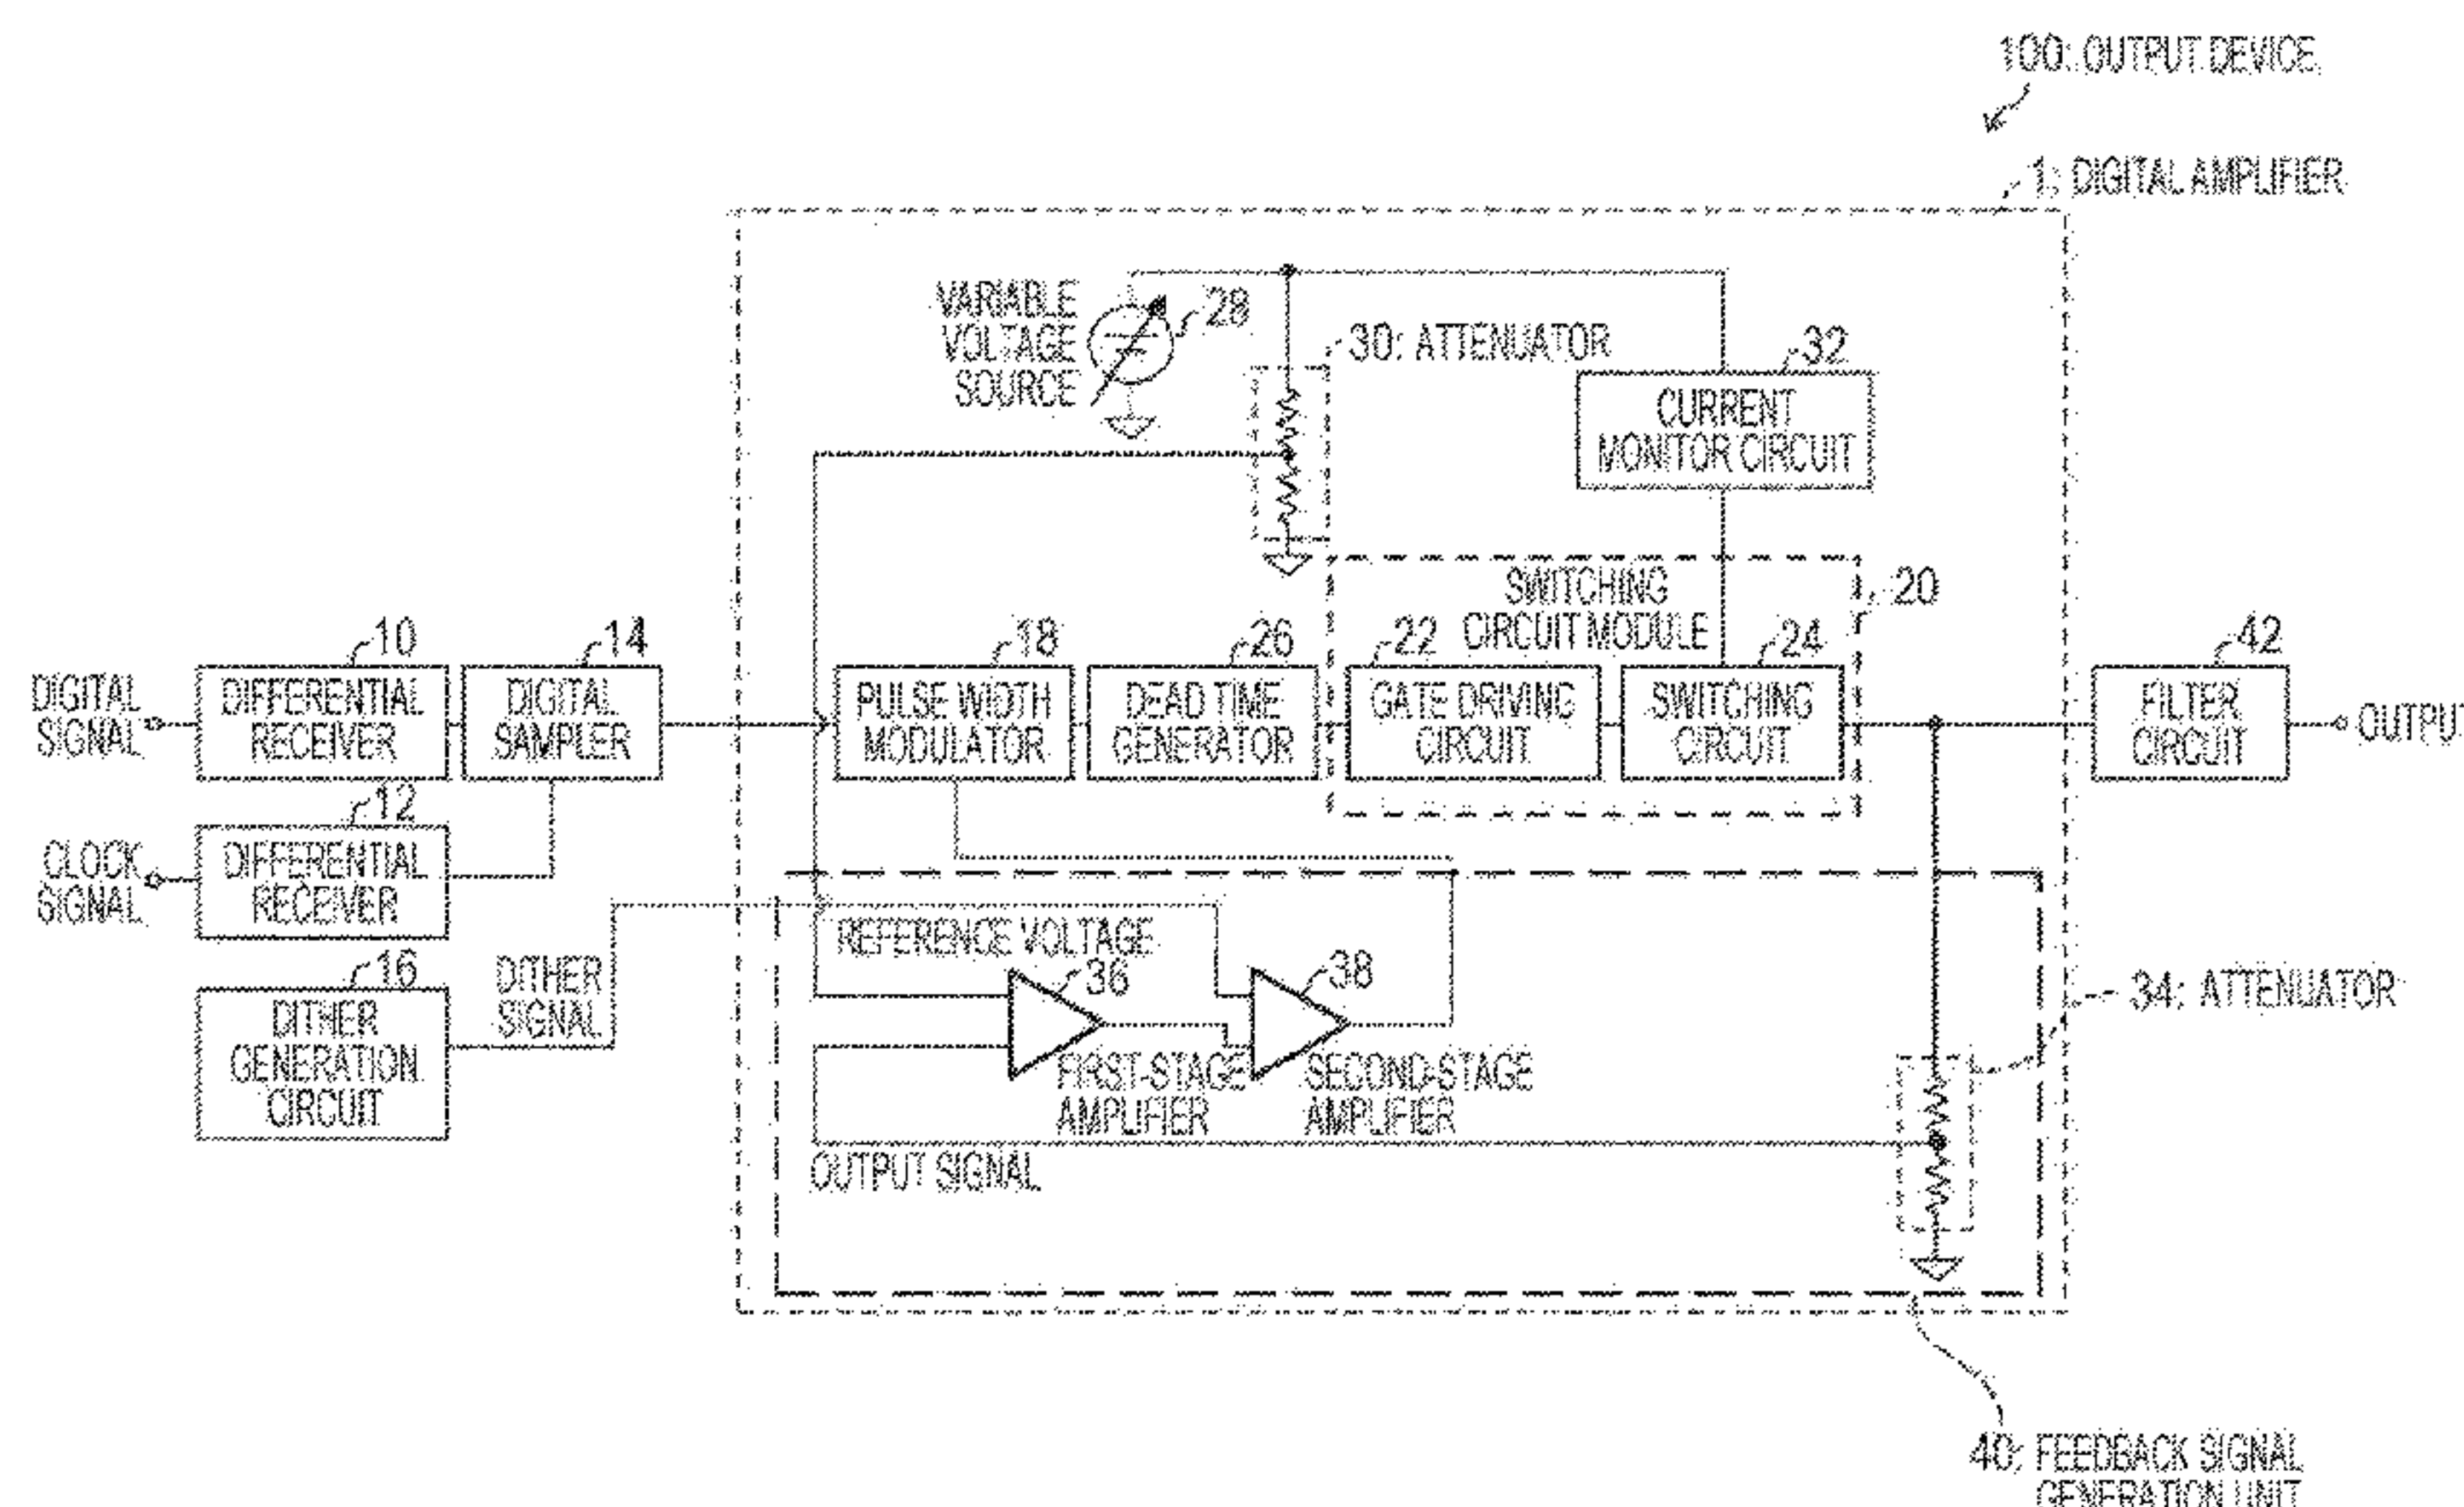 100: OUTPUT DEVICE
1: DIGITAL AMPLIFIER
VARIABLE
VOLTAGE
SOURCE
28
30: ATTENUATOR
32
CURRENT
MONITOR CIRCUIT
SWITCHING
CIRCUIT MODULE
20
10
14
18
26
22
24
42
DIGITAL
SIGNAL
DIFFERENTIAL
RECEIVER
DIGITAL
SAMPLER
PULSE WIDTH
MODULATOR
DEAD TIME
GENERATOR
GATE DRIVING
CIRCUIT
SWITCHING
CIRCUIT
FILTER
CIRCUIT
OUTPUT
12
CLOCK
SIGNAL
DIFFERENTIAL
RECEIVER
REFERENCE VOLTAGE
16
DITHER
SIGNAL
36
38
34: ATTENUATOR
DITHER
GENERATION
CIRCUIT
FIRST-STAGE
AMPLIFIER
SECOND-STAGE
AMPLIFIER
OUTPUT SIGNAL
40: FEEDBACK SIGNAL
GENERATION UNIT